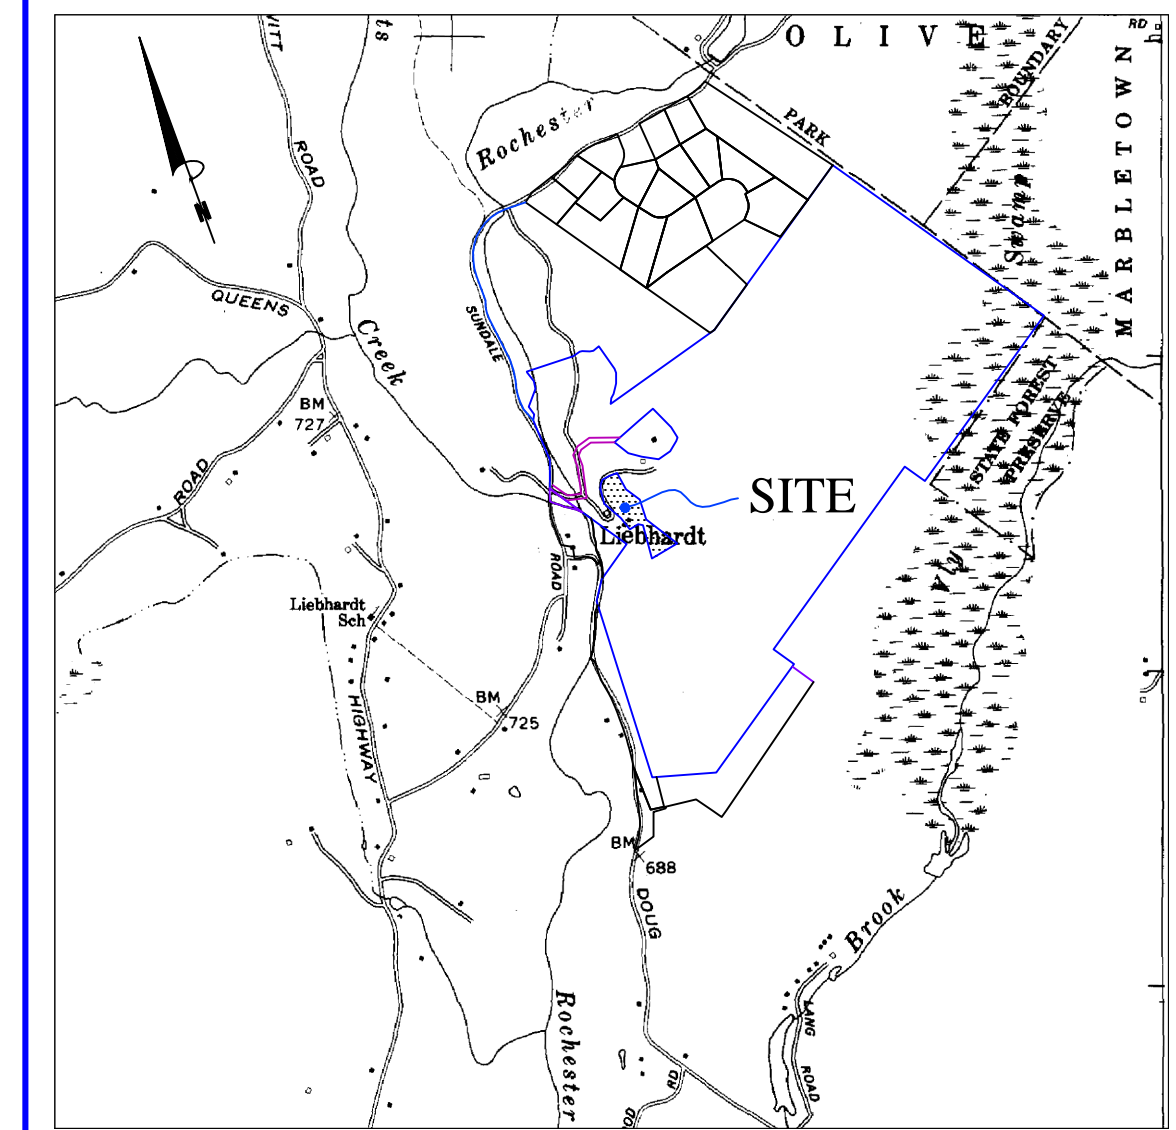 OLIVE
RD
ts
ROAD
Rochester
PARK
BOUNDARY
MARBLETOWN
Swamp
N
QUEENS
SUNDALE
Creek
BM
727
STATE FOREST
PRESERVE
ROAD
SITE
Liebhardt
ROAD
Vly
Liebhardt
Sch
BM
725
HIGHWAY
BM
688
DOUG
Brook
Rochester
LANG
ROAD
RD